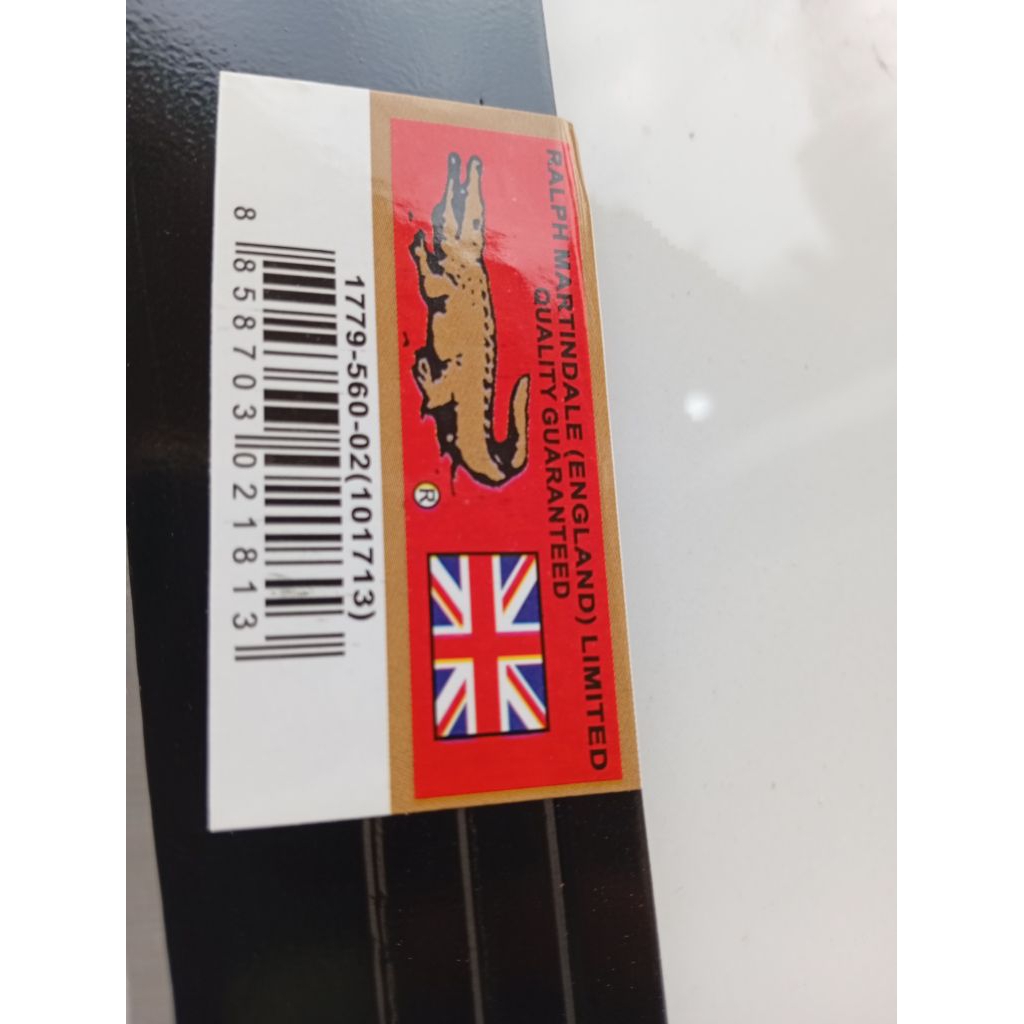 RALPH MARTINDALE (ENGLAND) LIMITED
QUALITY GUARANTEED
®
1779-560-02(101713)
8 858703 021813